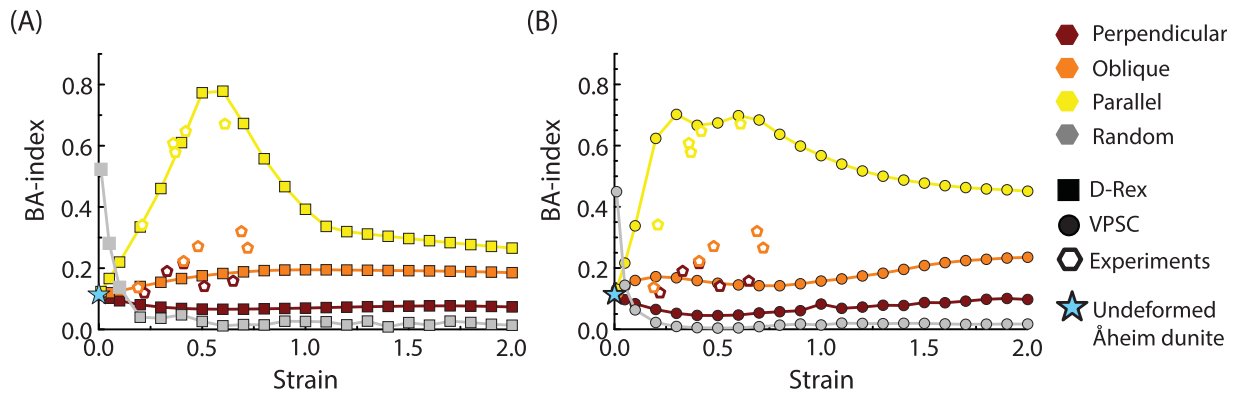 (A)
BA-index
0.8
0.6
0.4
0.2
0.0
0.0 0.5 1.0 1.5 2.0
Strain
(B)
BA-index
0.8
0.6
0.4
0.2
0.0
0.0 0.5 1.0 1.5 2.0
Strain
Perpendicular
Oblique
Parallel
Random
D-Rex
VPSC
Experiments
Undeformed
Åheim dunite